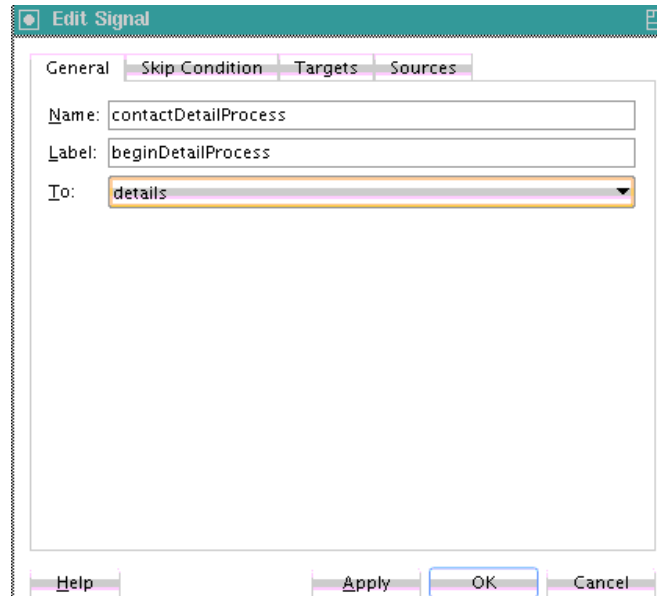 Edit Signal
General Skip Condition Targets Sources
Name: contactDetailProcess
Label: beginDetailProcess
To: details
Help Apply OK Cancel